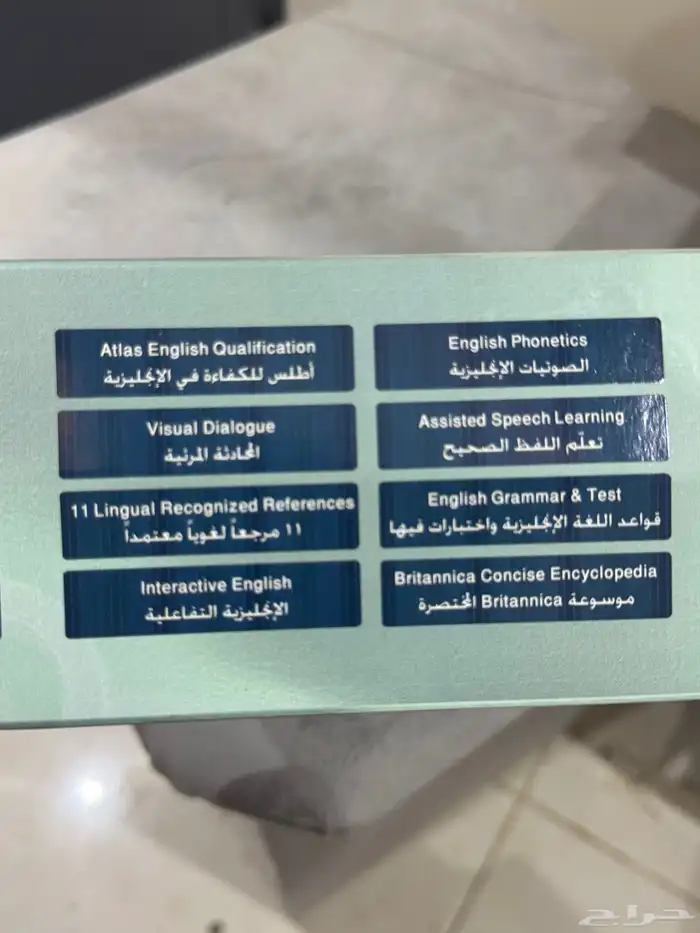 Atlas English Qualification
أطلس للكفاءة في الإنجليزية
English Phonetics
الصوتيات الإنجليزية
Visual Dialogue
المحادثة المرئية
Assisted Speech Learning
تعلّم اللفظ الصحيح
11 Lingual Recognized References
١١ مرجعاً لغوياً معتمداً
English Grammar & Test
قواعد اللغة الإنجليزية واختبارات فيها
Interactive English
الإنجليزية التفاعلية
Britannica Concise Encyclopedia
موسوعة Britannica المختصرة
حراج